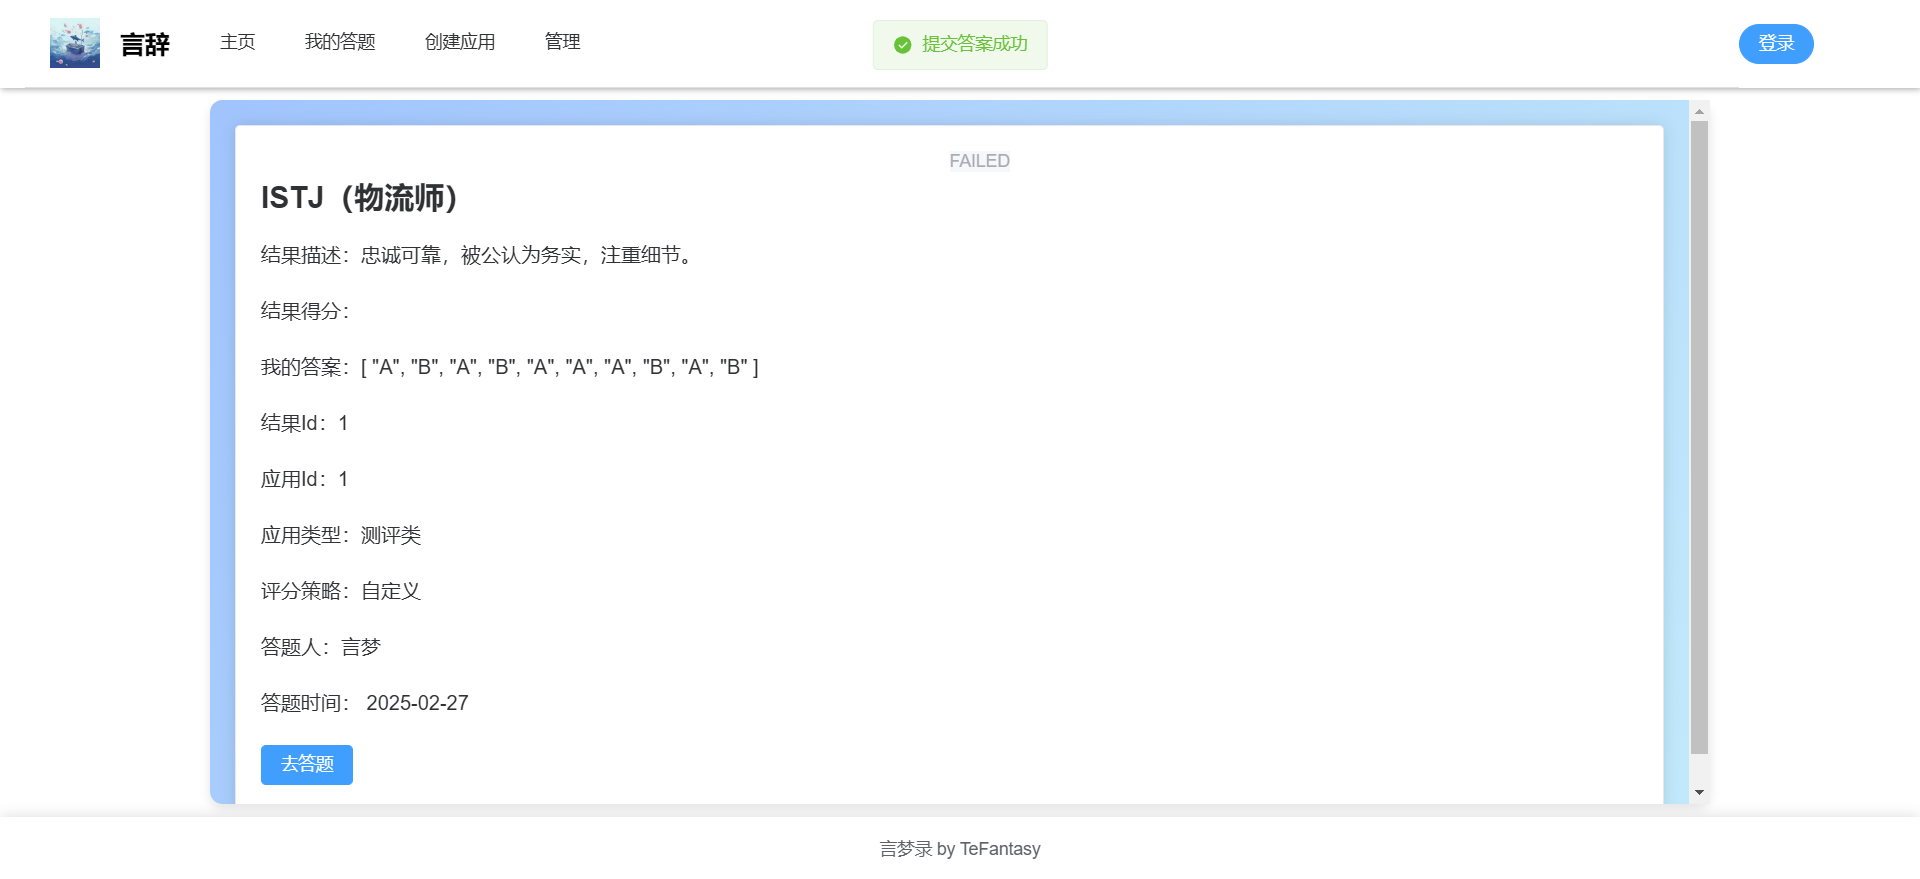 言辞 主页 我的答题 创建应用 管理 提交答案成功 登录
FAILED
ISTJ（物流师）
结果描述：忠诚可靠，被公认为务实，注重细节。
结果得分：
我的答案：[ "A", "B", "A", "B", "A", "A", "A", "B", "A", "B" ]
结果Id：1
应用Id：1
应用类型：测评类
评分策略：自定义
答题人：言梦
答题时间： 2025-02-27
去答题
言梦录 by TeFantasy